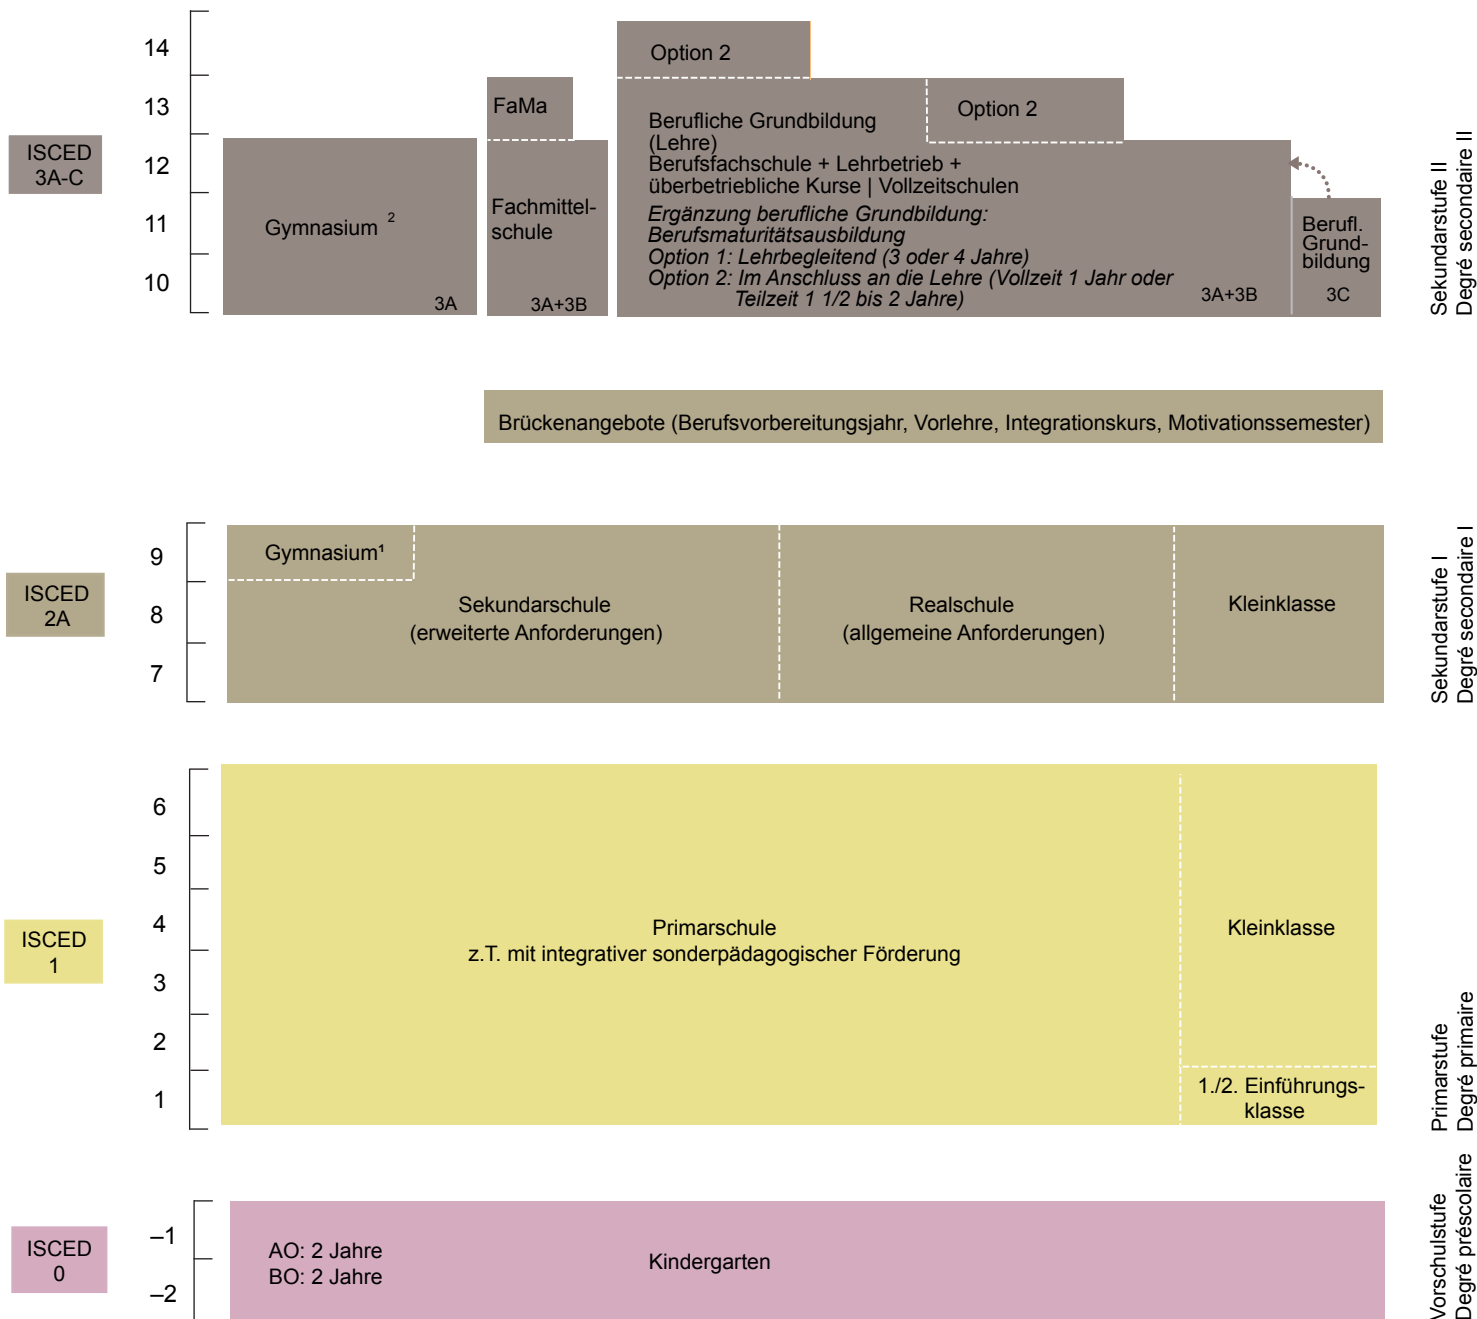 14
13
12
11
10
ISCED
3A-C
Option 2
FaMa
Option 2
Berufliche Grundbildung
(Lehre)
Berufsfachschule + Lehrbetrieb +
überbetriebliche Kurse | Vollzeitschulen
Ergänzung berufliche Grundbildung:
Berufsmaturitätsausbildung
Option 1: Lehrbegleitend (3 oder 4 Jahre)
Option 2: Im Anschluss an die Lehre (Vollzeit 1 Jahr oder
Teilzeit 1 1/2 bis 2 Jahre)
3A+3B
Gymnasium ²
3A
Fachmittel-
schule
3A+3B
Berufl.
Grund-
bildung
3C
Sekundarstufe II
Degré secondaire II
Brückenangebote (Berufsvorbereitungsjahr, Vorlehre, Integrationskurs, Motivationssemester)
9
8
7
ISCED
2A
Gymnasium¹
Sekundarschule
(erweiterte Anforderungen)
Realschule
(allgemeine Anforderungen)
Kleinklasse
Sekundarstufe I
Degré secondaire I
6
5
4
3
2
1
ISCED
1
Primarschule
z.T. mit integrativer sonderpädagogischer Förderung
Kleinklasse
1./2. Einführungs-
klasse
Primarstufe
Degré primaire
–1
–2
ISCED
0
AO: 2 Jahre
BO: 2 Jahre
Kindergarten
Vorschulstufe
Degré préscolaire